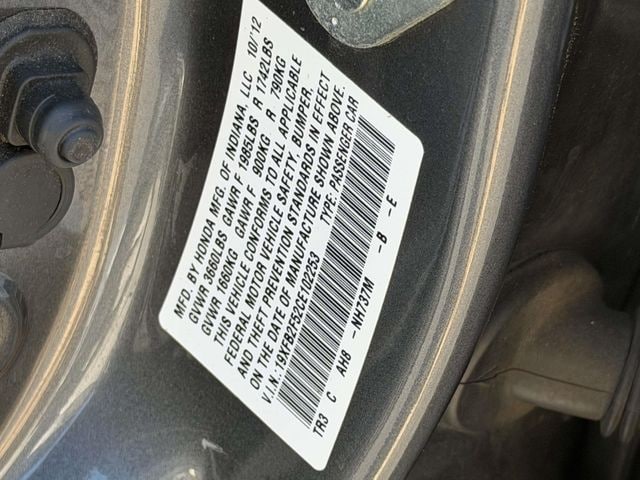 MFD. BY HONDA MFG. OF INDIANA, LLC 10/'12
GVWR 3660LBS GAWR F 1985LBS R 1742LBS
GVWR 1660KG GAWR F 900KG R 790KG
THIS VEHICLE CONFORMS TO ALL APPLICABLE
FEDERAL MOTOR VEHICLE SAFETY, BUMPER,
AND THEFT PREVENTION STANDARDS IN EFFECT
ON THE DATE OF MANUFACTURE SHOWN ABOVE.
V.I.N.: 19XFB2F52CE392253 TYPE: PASSENGER CAR
TR3 C AH8 -NH737M -B -E